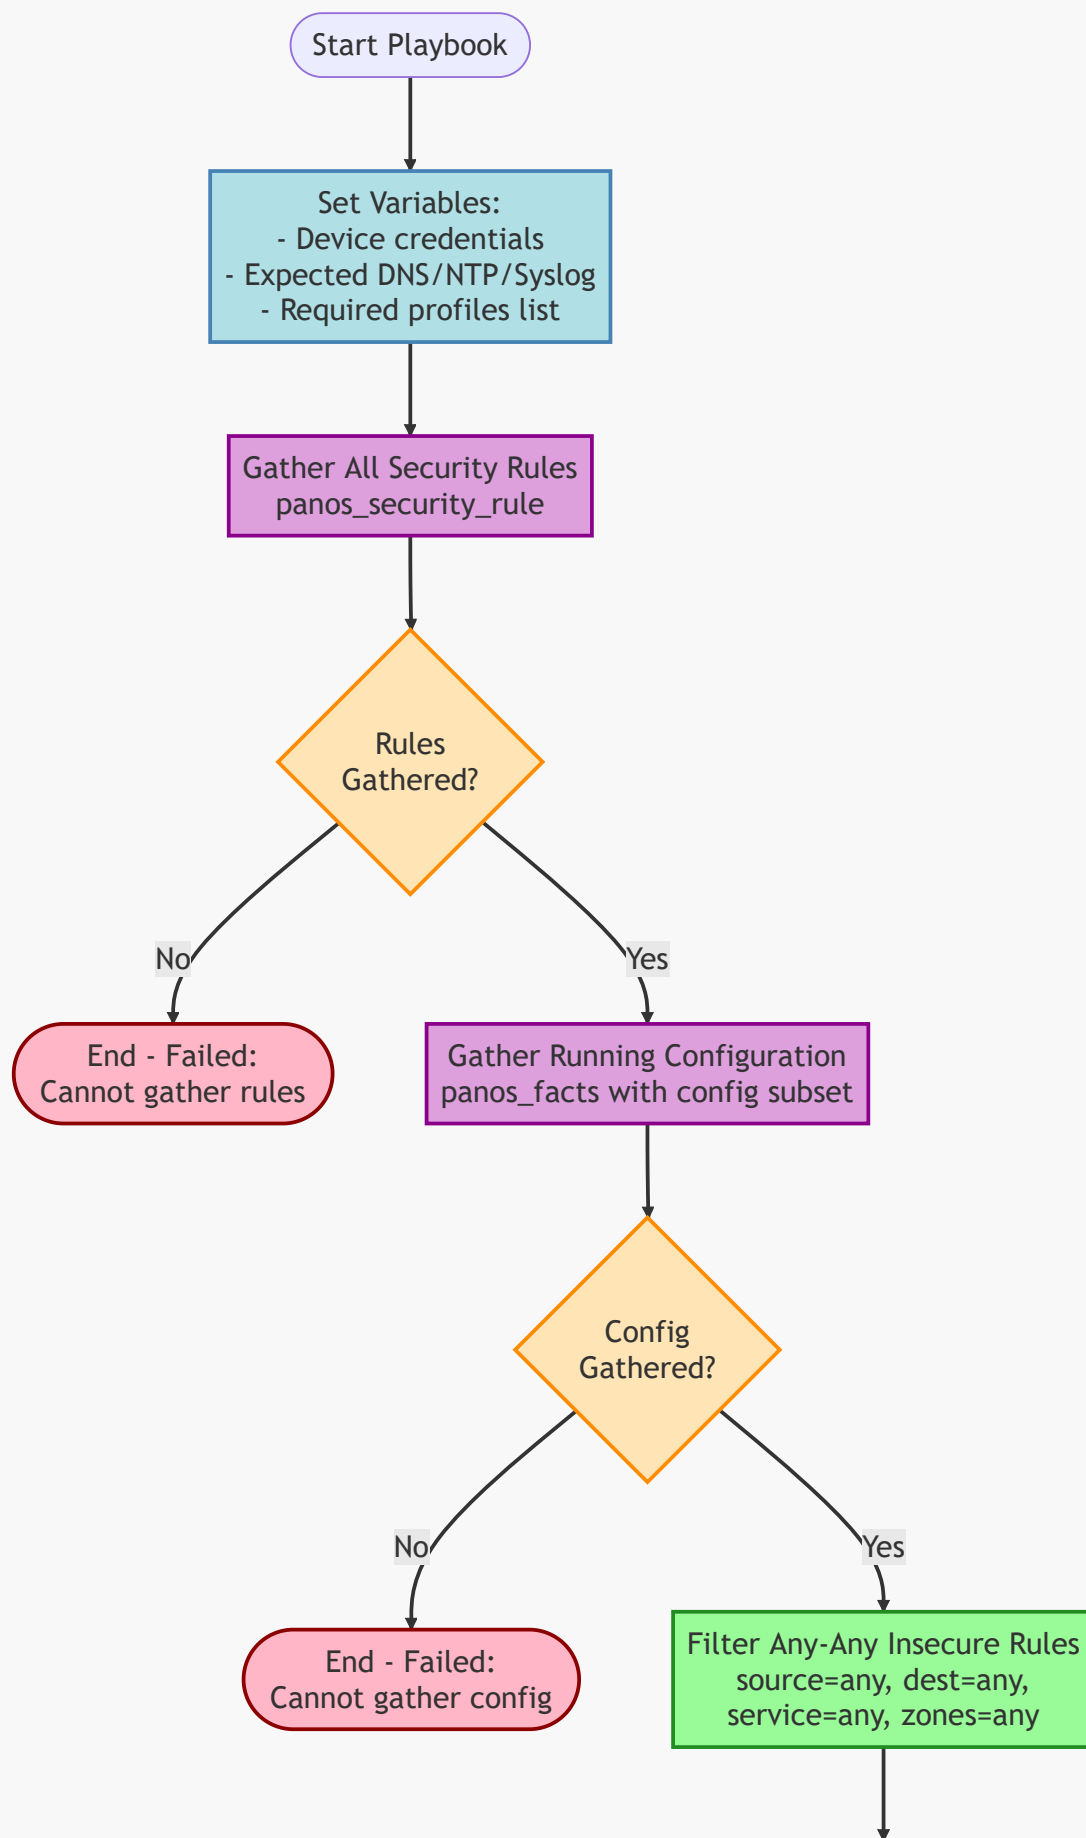 Start Playbook
Set Variables:
- Device credentials
- Expected DNS/NTP/Syslog
- Required profiles list
Gather All Security Rules
panos_security_rule
Rules
Gathered?
No
Yes
End - Failed:
Cannot gather rules
Gather Running Configuration
panos_facts with config subset
Config
Gathered?
No
Yes
End - Failed:
Cannot gather config
Filter Any-Any Insecure Rules
source=any, dest=any,
service=any, zones=any